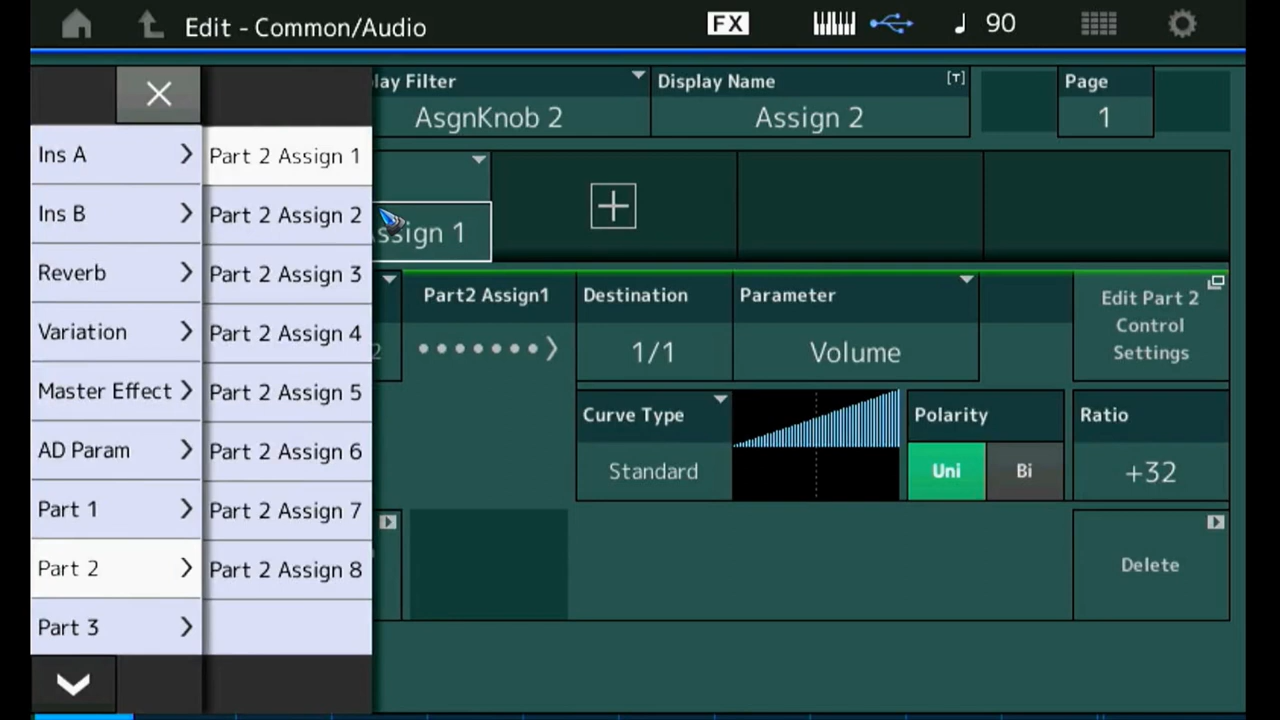 Edit - Common/Audio
FX
90
lay Filter
AsgnKnob 2
Display Name
[T]
Assign 2
Page
1
Ins A
Ins B
Reverb
Variation
Master Effect
AD Param
Part 1
Part 2
Part 3
Part 2 Assign 1
Part 2 Assign 2
Part 2 Assign 3
Part 2 Assign 4
Part 2 Assign 5
Part 2 Assign 6
Part 2 Assign 7
Part 2 Assign 8
ssign 1
2
Part2 Assign1
Destination
1/1
Parameter
Volume
Edit Part 2
Control
Settings
Curve Type
Standard
Polarity
Uni
Bi
Ratio
+32
Delete